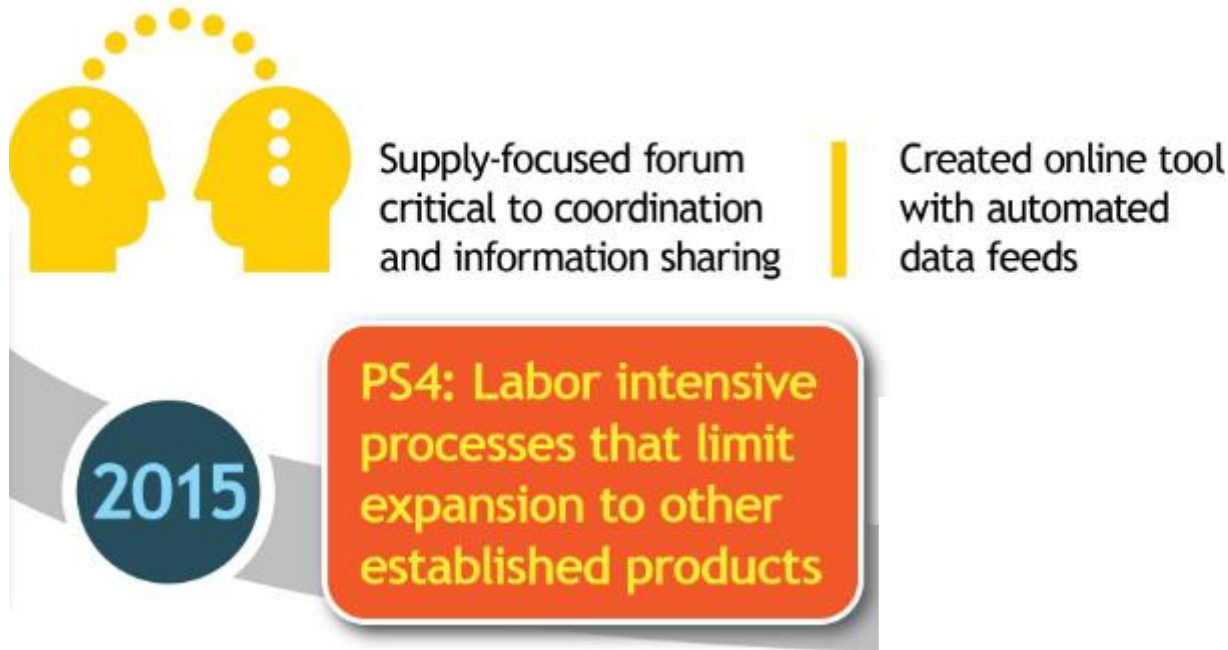 Supply-focused forum
critical to coordination
and information sharing
Created online tool
with automated
data feeds
2015
PS4: Labor intensive
processes that limit
expansion to other
established products